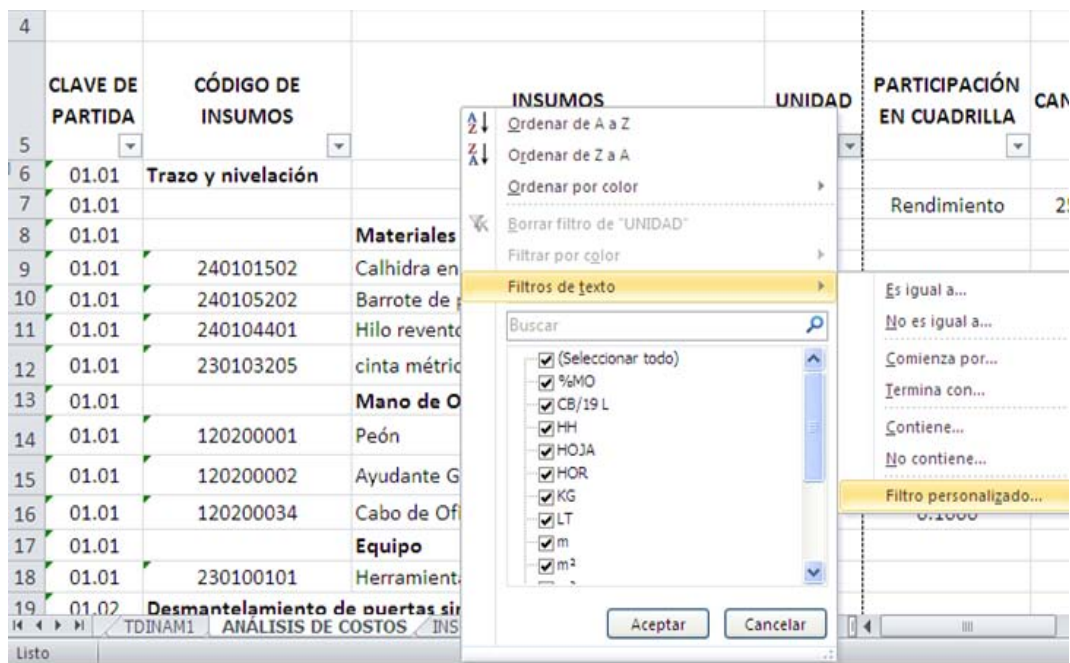 4
CLAVE DE PARTIDA CÓDIGO DE INSUMOS INSUMOS UNIDAD PARTICIPACIÓN EN CUADRILLA CAN
5
6 01.01 Trazo y nivelación
7 01.01 Rendimiento 25
8 01.01 Materiales
9 01.01 240101502 Calhidra en
10 01.01 240105202 Barrote de
11 01.01 240104401 Hilo revento
12 01.01 230103205 cinta métric
13 01.01 Mano de O
14 01.01 120200001 Peón
15 01.01 120200002 Ayudante G
16 01.01 120200034 Cabo de Ofi 0.1000
17 01.01 Equipo
18 01.01 230100101 Herramient
19 01.02 Desmantelamiento de puertas sin
Ordenar de A a Z
Ordenar de Z a A
Ordenar por color
Borrar filtro de "UNIDAD"
Filtrar por color
Filtros de texto
Buscar
(Seleccionar todo)
%MO
CB/19 L
HH
HOJA
HOR
KG
LT
m
m²
Aceptar Cancelar
Es igual a...
No es igual a...
Comienza por...
Termina con...
Contiene...
No contiene...
Filtro personalizado...
TDINAM1 ANÁLISIS DE COSTOS INS
Listo